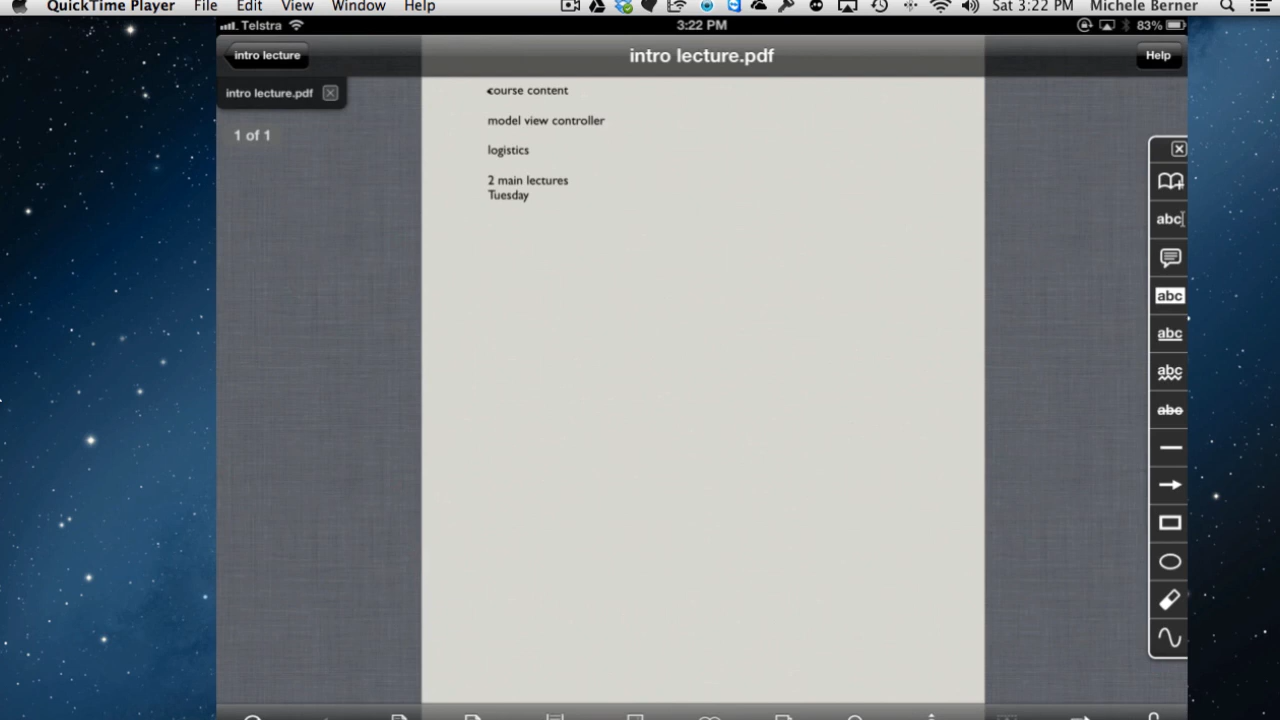 QuickTime Player File Edit View Window Help Sat 3:22 PM Michele Berner
Telstra 3:22 PM 83%
intro lecture intro lecture.pdf Help
intro lecture.pdf
1 of 1
course content
model view controller
logistics
2 main lectures
Tuesday
abc
abc
abc
abc
abc